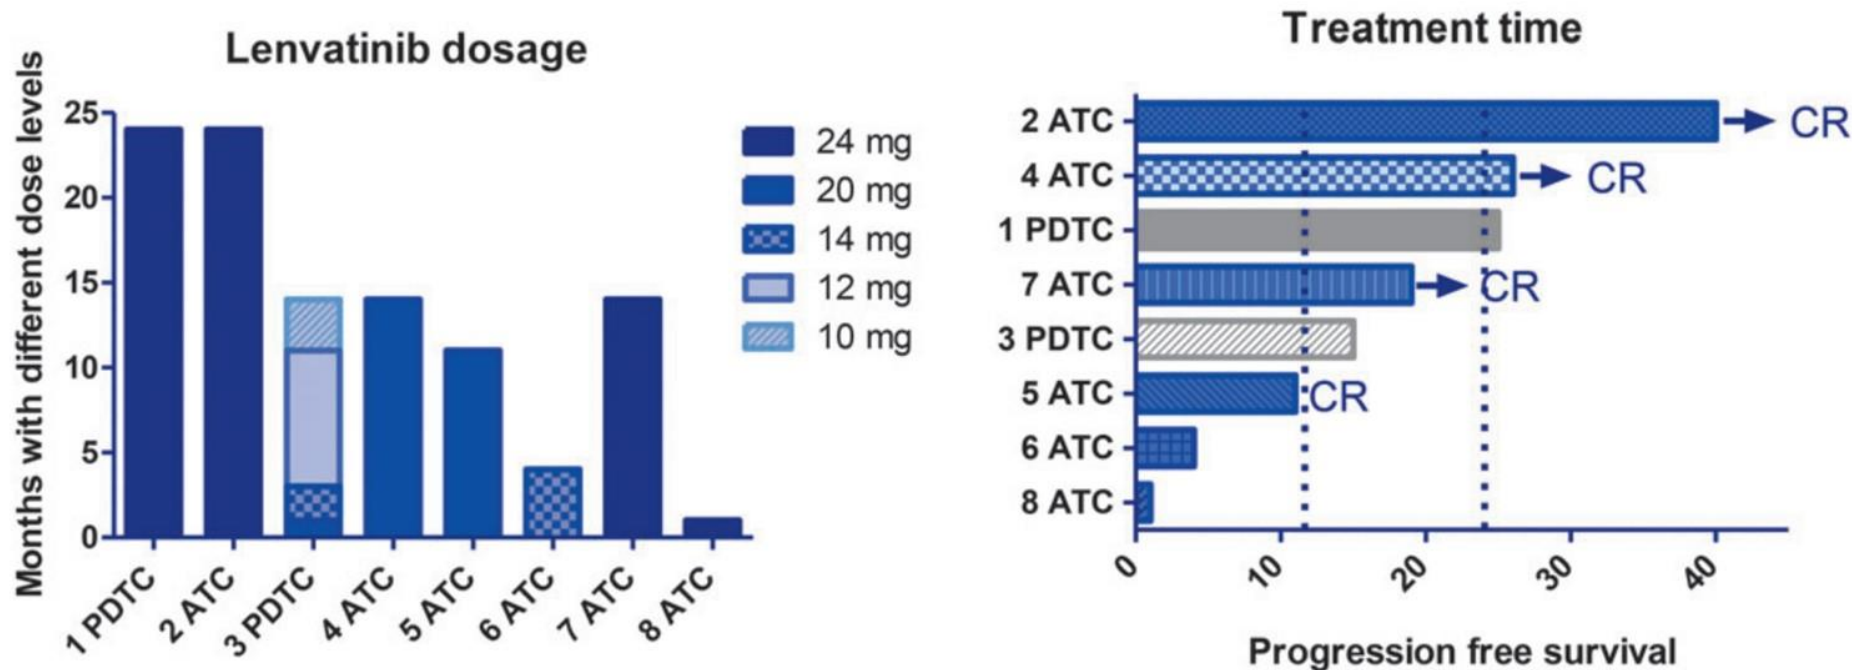 Lenvatinib dosage
Months with different dose levels
25
20
15
10
5
0
1 PDTC
2 ATC
3 PDTC
4 ATC
5 ATC
6 ATC
7 ATC
8 ATC
24 mg
20 mg
14 mg
12 mg
10 mg
Treatment time
2 ATC CR
4 ATC CR
1 PDTC
7 ATC CR
3 PDTC
5 ATC CR
6 ATC
8 ATC
0 10 20 30 40
Progression free survival